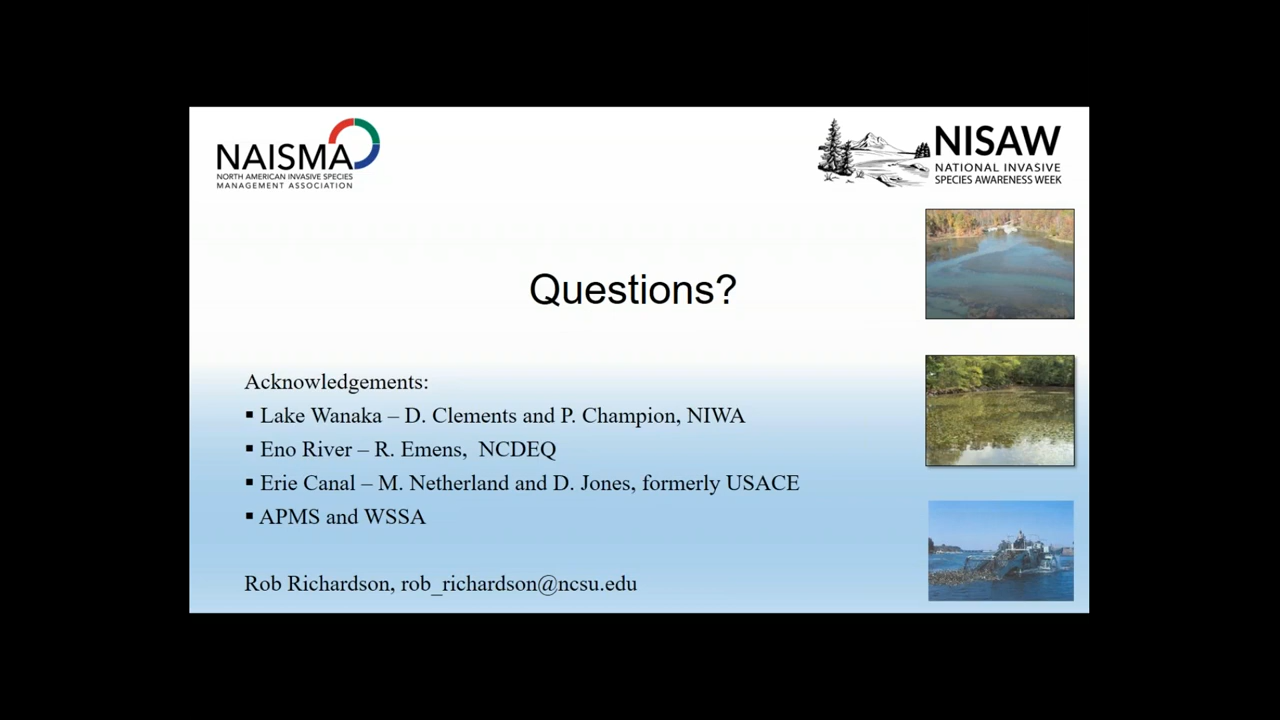 NAISMA
NORTH AMERICAN INVASIVE SPECIES
MANAGEMENT ASSOCIATION
NISAW
NATIONAL INVASIVE
SPECIES AWARENESS WEEK
Questions?
Acknowledgements:
▪ Lake Wanaka – D. Clements and P. Champion, NIWA
▪ Eno River – R. Emens, NCDEQ
▪ Erie Canal – M. Netherland and D. Jones, formerly USACE
▪ APMS and WSSA
Rob Richardson, rob_richardson@ncsu.edu